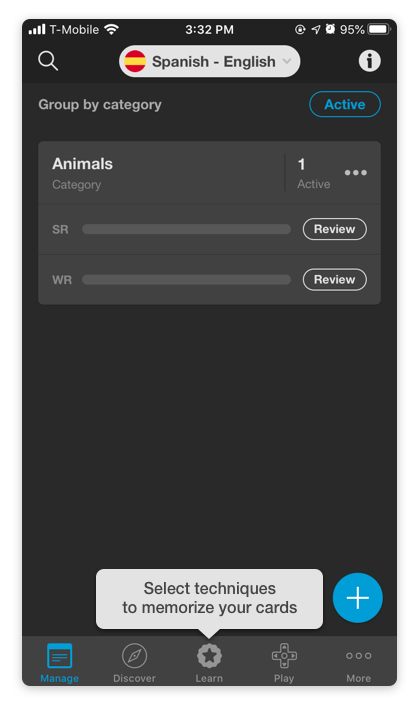 T-Mobile 3:32 PM 95%
Spanish - English
Group by category Active
Animals 1
Category Active
SR Review
WR Review
Select techniques
to memorize your cards
Manage Discover Learn Play More